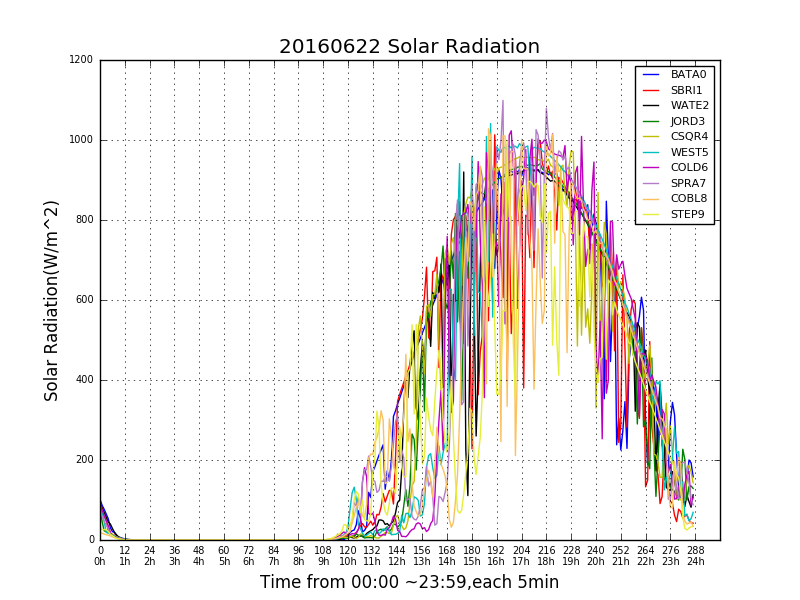 20160622 Solar Radiation
1200
1000
800
600
400
200
0
Solar Radiation(W/m^2)
BATA0
SBRI1
WATE2
JORD3
CSQR4
WEST5
COLD6
SPRA7
COBL8
STEP9
0 12 24 36 48 60 72 84 96 108 120 132 144 156 168 180 192 204 216 228 240 252 264 276 288
0h 1h 2h 3h 4h 5h 6h 7h 8h 9h 10h 11h 12h 13h 14h 15h 16h 17h 18h 19h 20h 21h 22h 23h 24h
Time from 00:00 ~23:59,each 5min